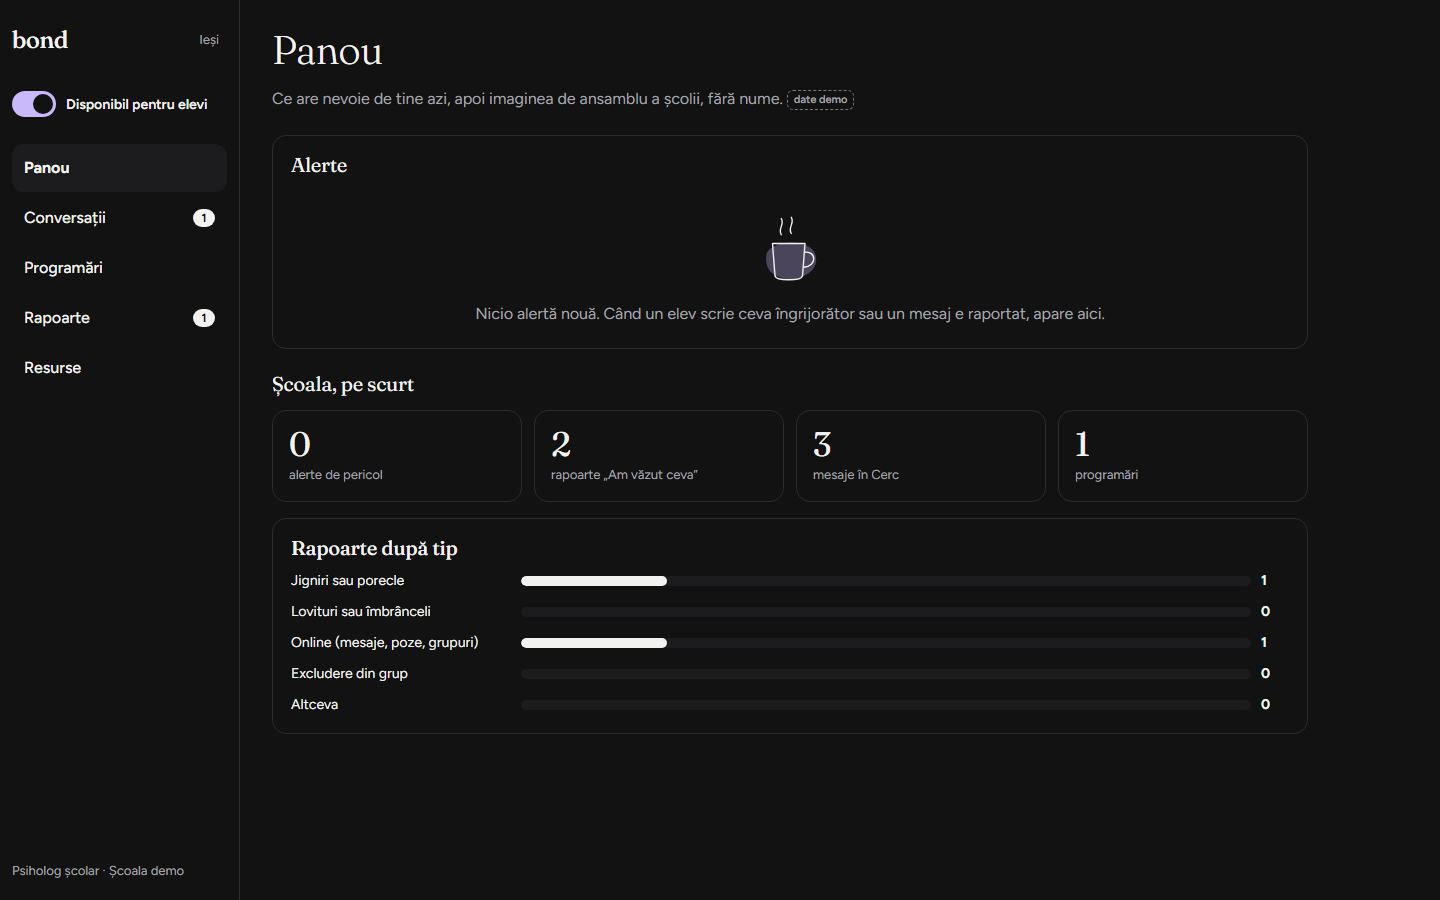 bond
Ieși
Disponibil pentru elevi
Panou
Conversații 1
Programări
Rapoarte 1
Resurse
Psiholog școlar · Școala demo
Panou
Ce are nevoie de tine azi, apoi imaginea de ansamblu a școlii, fără nume. date demo
Alerte
Nicio alertă nouă. Când un elev scrie ceva îngrijorător sau un mesaj e raportat, apare aici.
Școala, pe scurt
0
alerte de pericol
2
rapoarte „Am văzut ceva”
3
mesaje în Cerc
1
programări
Rapoarte după tip
Jigniri sau porecle 1
Lovituri sau îmbrânceli 0
Online (mesaje, poze, grupuri) 1
Excludere din grup 0
Altceva 0